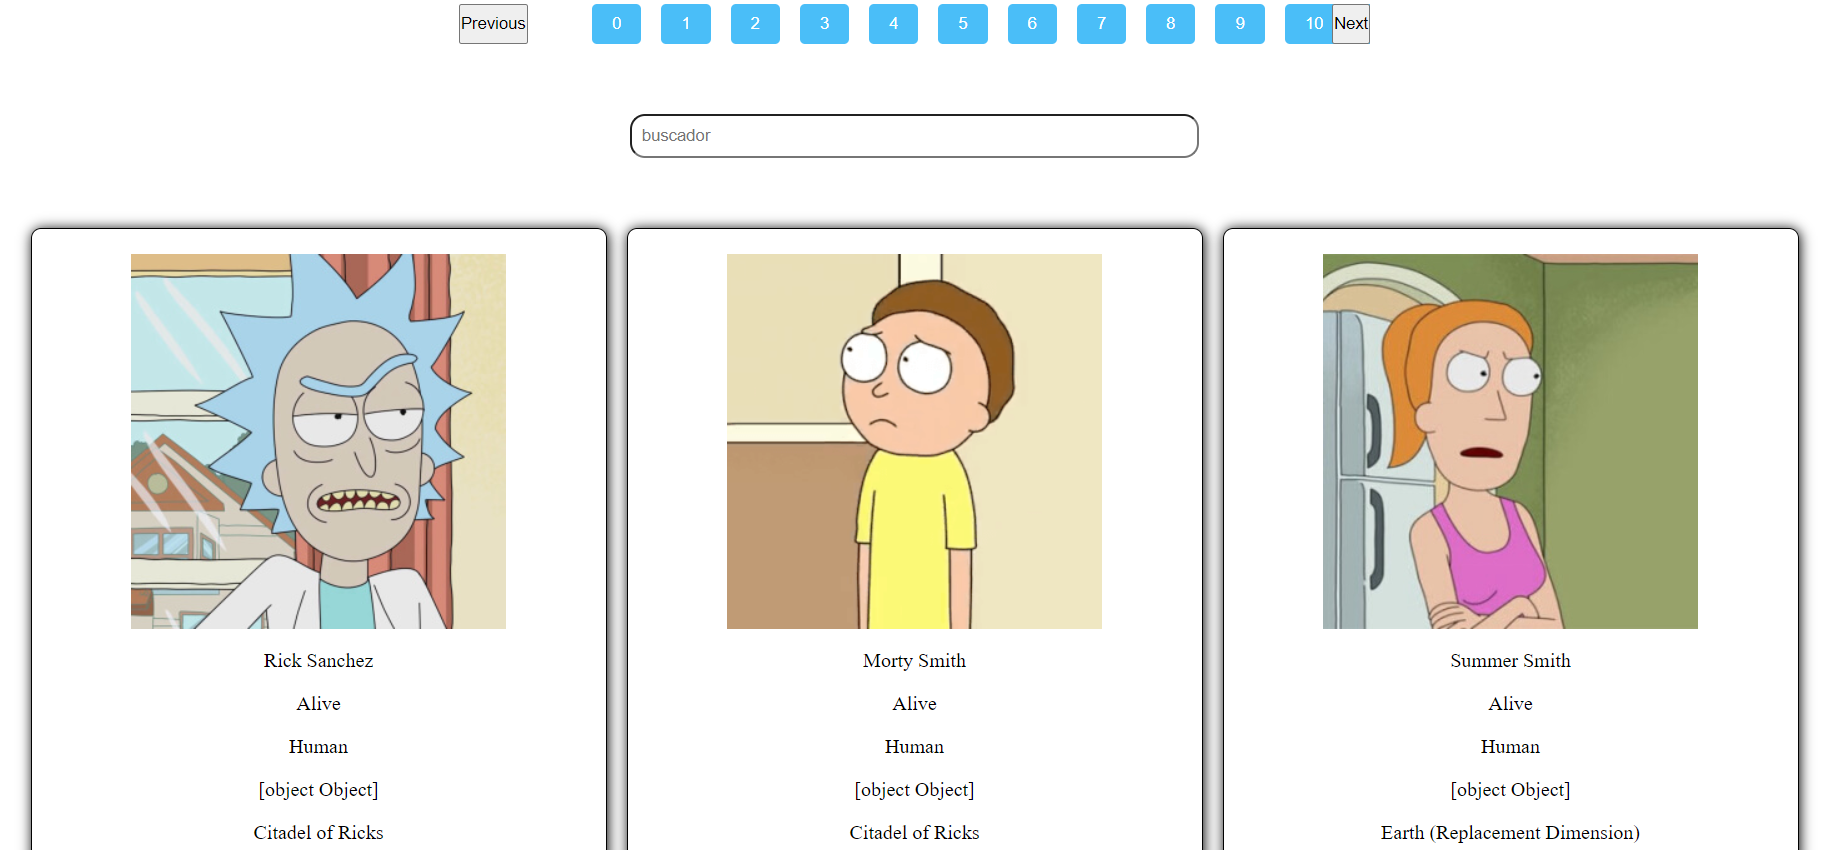 Previous 0 1 2 3 4 5 6 7 8 9 10 Next
buscador
Rick Sanchez
Alive
Human
[object Object]
Citadel of Ricks
Morty Smith
Alive
Human
[object Object]
Citadel of Ricks
Summer Smith
Alive
Human
[object Object]
Earth (Replacement Dimension)